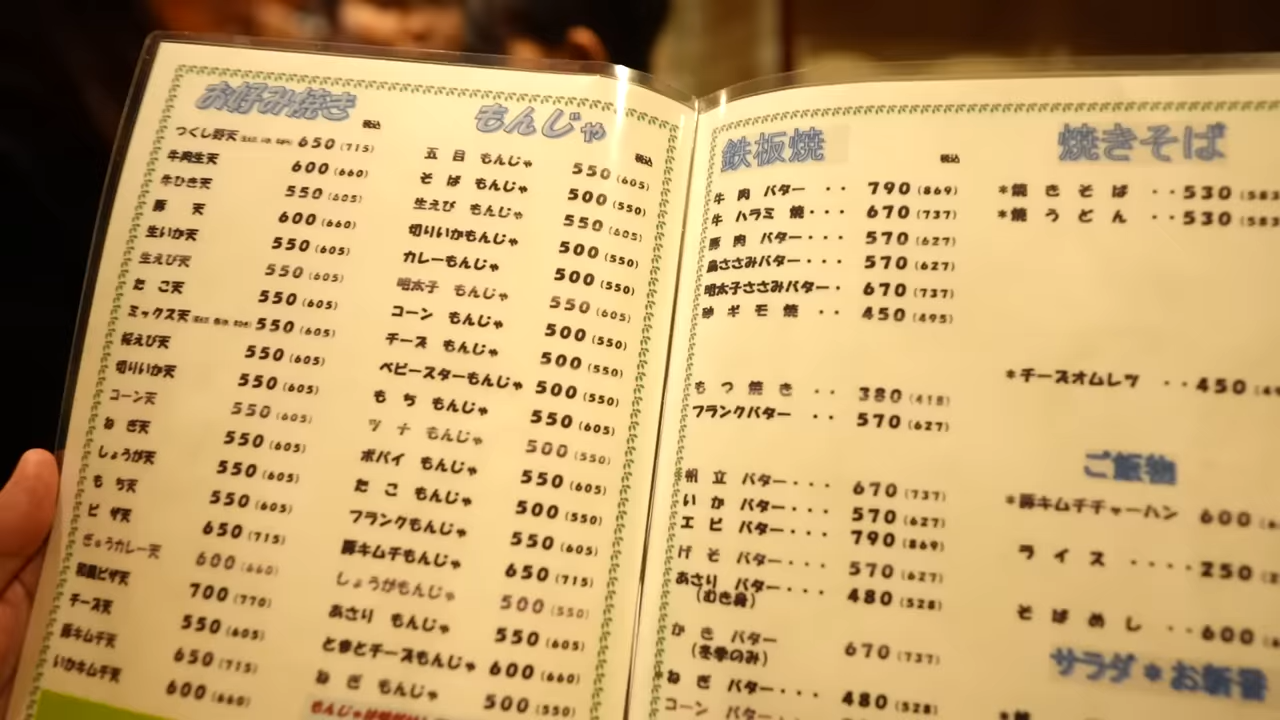 お好み焼き
税込
つくし野天 650 (715)
牛肉生天 600 (660)
牛ひき天 550 (605)
豚 天 600 (660)
生いか天 550 (605)
生えび天 550 (605)
たこ天 550 (605)
ミックス天 550 (605)
桜えび天 550 (605)
切りいか天 550 (605)
コーン天 550 (605)
ねぎ天 550 (605)
しょうが天 550 (605)
もち天 550 (605)
ピザ天 650 (715)
ぎょうカレー天 600 (660)
和風ピザ天 700 (770)
チーズ天 550 (605)
豚キムチ天 650 (715)
いかキムチ天 600 (660)
もんじゃ
税込
五目 もんじゃ 550 (605)
そば もんじゃ 500 (550)
生えび もんじゃ 550 (605)
切りいかもんじゃ 500 (550)
カレーもんじゃ 500 (550)
明太子 もんじゃ 550 (605)
コーン もんじゃ 500 (550)
チーズ もんじゃ 500 (550)
ベビースターもんじゃ 500 (550)
もち もんじゃ 550 (605)
ツナ もんじゃ 500 (550)
ポパイ もんじゃ 550 (605)
たこ もんじゃ 500 (550)
フランクもんじゃ 550 (605)
豚キムチもんじゃ 650 (715)
しょうがもんじゃ 500 (550)
あさり もんじゃ 550 (605)
とまとチーズもんじゃ 600 (660)
ねぎ もんじゃ 500 (550)
鉄板焼
税込
牛肉 バター・・ 790 (869)
牛ハラミ焼・・・ 670 (737)
豚肉 バター・・・ 570 (627)
鳥ささみバター・・・ 570 (627)
明太子ささみバター・ 670 (737)
砂ギモ焼・・ 450 (495)
もつ焼き・・ 380 (418)
フランクバター・・ 570 (627)
帆立 バター・・・ 670 (737)
いか バター・・・ 570 (627)
エビ バター・・・ 790 (869)
げそ バター・・・ 570 (627)
あさり バター・・・ 480 (528)
(むき身)
かき バター 670 (737)
(冬季のみ)
ねぎ バター・・・ 480 (528)
コーン バター・・・
焼きそば
*焼きそば・・530 (583
*焼うどん・・530 (583
*チーズオムレツ・・450
ご飯物
*豚キムチチャーハン 600
ライス・・・・250
そばめし・・600
サラダ*お新香